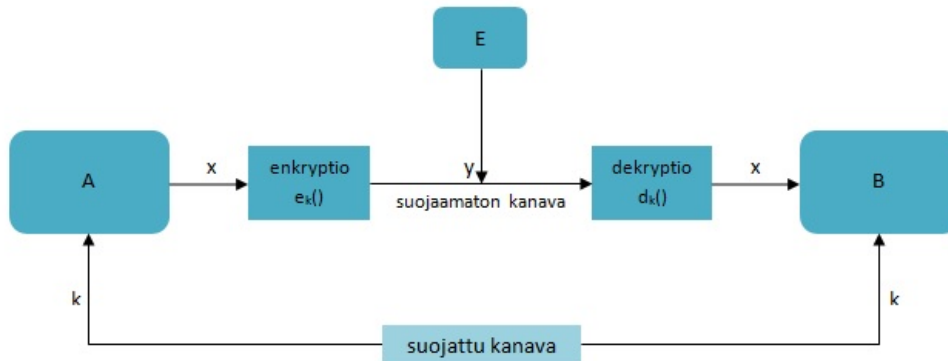 E
A
x
enkryptio
eₖ()
y
suojaamaton kanava
dekryptio
dₖ()
x
B
k
k
suojattu kanava